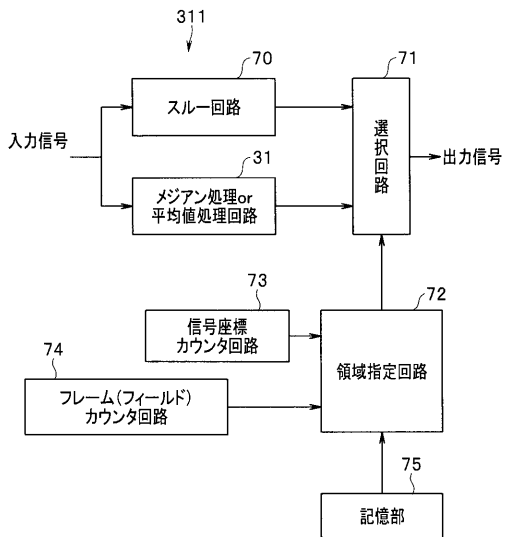 311
70
スルー回路
71
選択回路
入力信号
出力信号
31
メジアン処理or
平均値処理回路
73
信号座標
カウンタ回路
72
領域指定回路
74
フレーム(フィールド)
カウンタ回路
75
記憶部